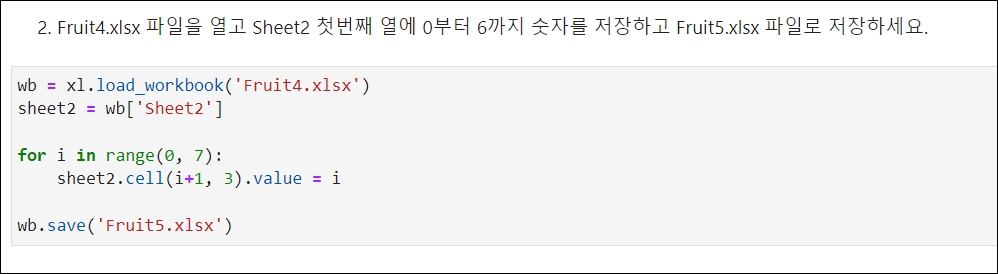 2. Fruit4.xlsx 파일을 열고 Sheet2 첫번째 열에 0부터 6까지 숫자를 저장하고 Fruit5.xlsx 파일로 저장하세요.
wb = xl.load_workbook('Fruit4.xlsx')
sheet2 = wb['Sheet2']
for i in range(0, 7):
    sheet2.cell(i+1, 3).value = i
wb.save('Fruit5.xlsx')